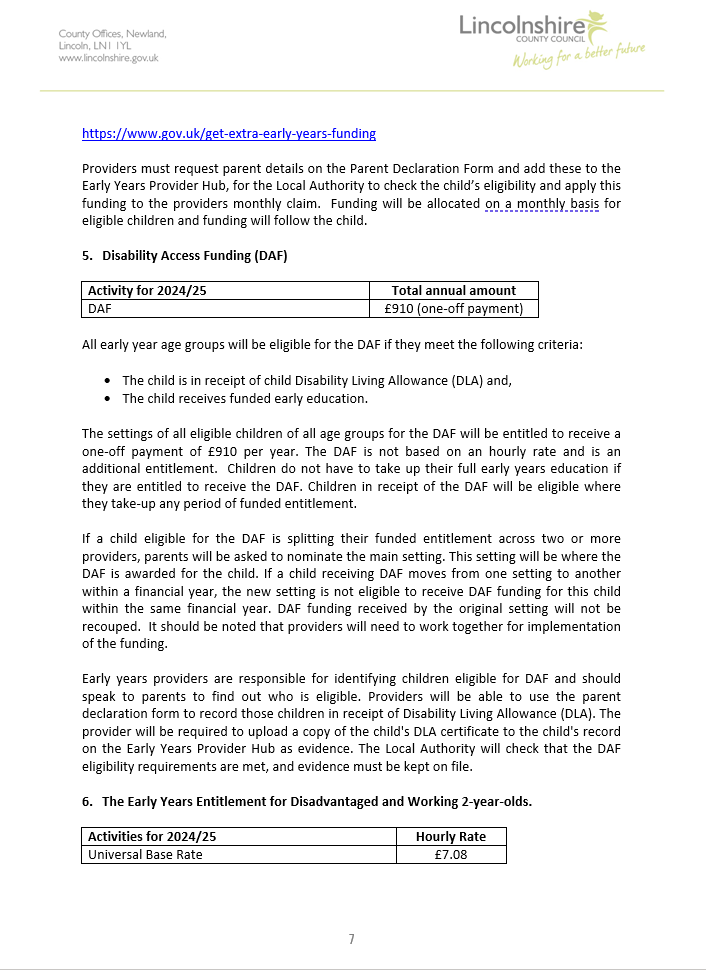 County Offices, Newland,
Lincoln, LN1 1YL
www.lincolnshire.gov.uk
Lincolnshire
COUNTY COUNCIL
Working for a better future
https://www.gov.uk/get-extra-early-years-funding
Providers must request parent details on the Parent Declaration Form and add these to the
Early Years Provider Hub, for the Local Authority to check the child's eligibility and apply this
funding to the providers monthly claim. Funding will be allocated on a monthly basis for
eligible children and funding will follow the child.
5. Disability Access Funding (DAF)
Activity for 2024/25 Total annual amount
DAF £910 (one-off payment)
All early year age groups will be eligible for the DAF if they meet the following criteria:
• The child is in receipt of child Disability Living Allowance (DLA) and,
• The child receives funded early education.
The settings of all eligible children of all age groups for the DAF will be entitled to receive a
one-off payment of £910 per year. The DAF is not based on an hourly rate and is an
additional entitlement. Children do not have to take up their full early years education if
they are entitled to receive the DAF. Children in receipt of the DAF will be eligible where
they take-up any period of funded entitlement.
If a child eligible for the DAF is splitting their funded entitlement across two or more
providers, parents will be asked to nominate the main setting. This setting will be where the
DAF is awarded for the child. If a child receiving DAF moves from one setting to another
within a financial year, the new setting is not eligible to receive DAF funding for this child
within the same financial year. DAF funding received by the original setting will not be
recouped. It should be noted that providers will need to work together for implementation
of the funding.
Early years providers are responsible for identifying children eligible for DAF and should
speak to parents to find out who is eligible. Providers will be able to use the parent
declaration form to record those children in receipt of Disability Living Allowance (DLA). The
provider will be required to upload a copy of the child's DLA certificate to the child's record
on the Early Years Provider Hub as evidence. The Local Authority will check that the DAF
eligibility requirements are met, and evidence must be kept on file.
6. The Early Years Entitlement for Disadvantaged and Working 2-year-olds.
Activities for 2024/25 Hourly Rate
Universal Base Rate £7.08
7